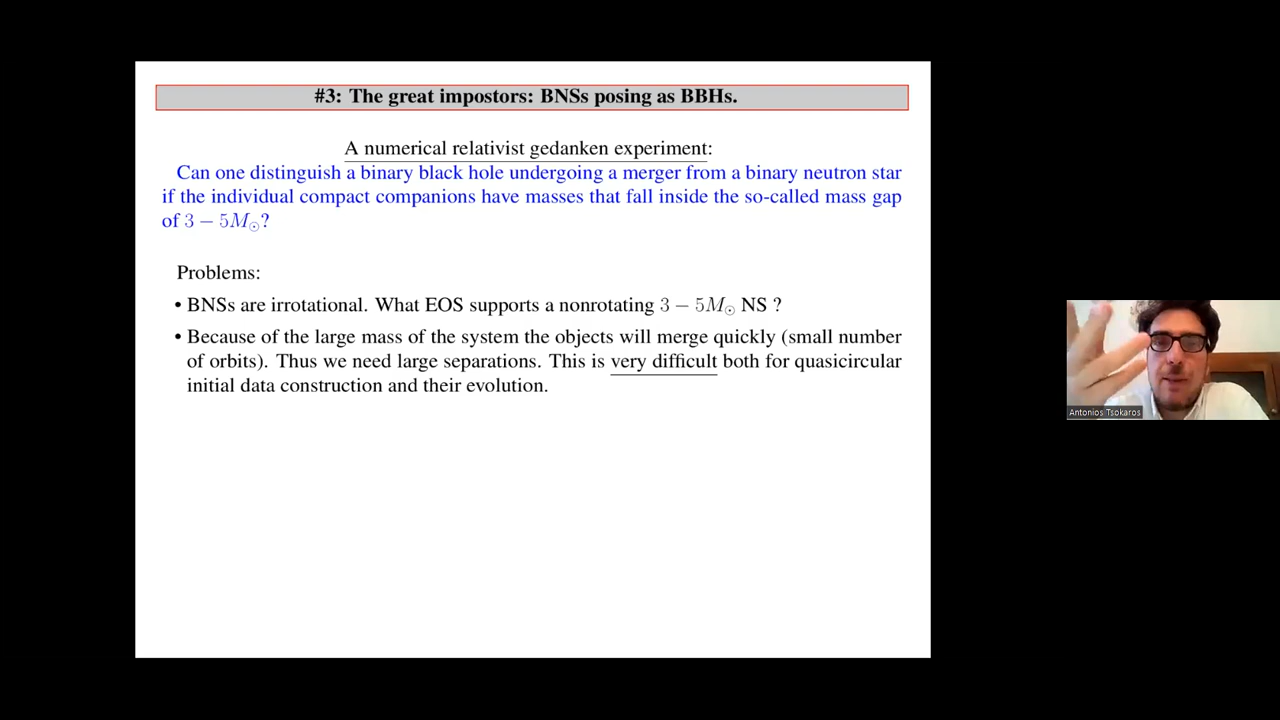 #3: The great impostors: BNSs posing as BBHs.
A numerical relativist gedanken experiment:
Can one distinguish a binary black hole undergoing a merger from a binary neutron star
if the individual compact companions have masses that fall inside the so-called mass gap
of 3 − 5M☉?
Problems:
• BNSs are irrotational. What EOS supports a nonrotating 3 − 5M☉ NS ?
• Because of the large mass of the system the objects will merge quickly (small number
of orbits). Thus we need large separations. This is very difficult both for quasicircular
initial data construction and their evolution.
Antonios Tsokaros